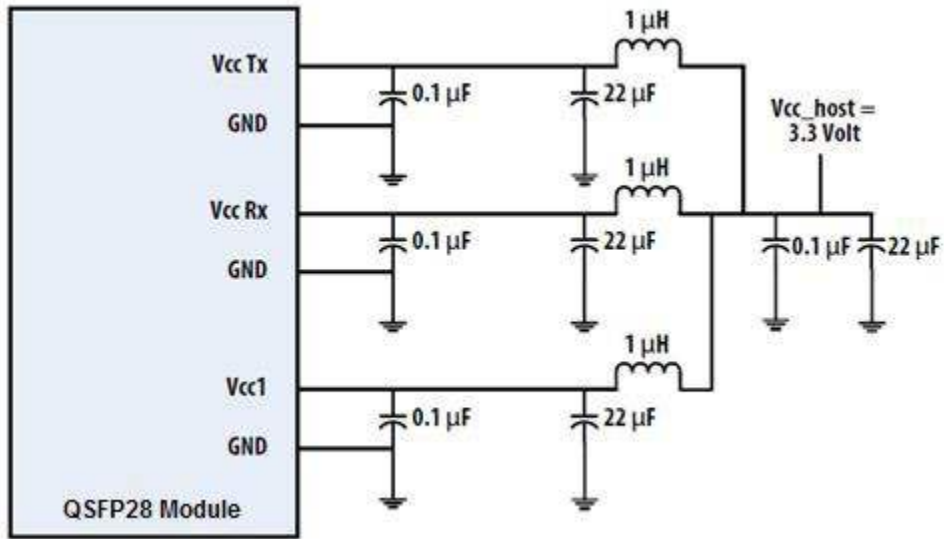 1 µH
Vcc Tx
0.1 µF
22 µF
GND
Vcc_host =
3.3 Volt
1 µH
Vcc Rx
0.1 µF
22 µF
0.1 µF
22 µF
GND
1 µH
Vcc1
0.1 µF
22 µF
GND
QSFP28 Module